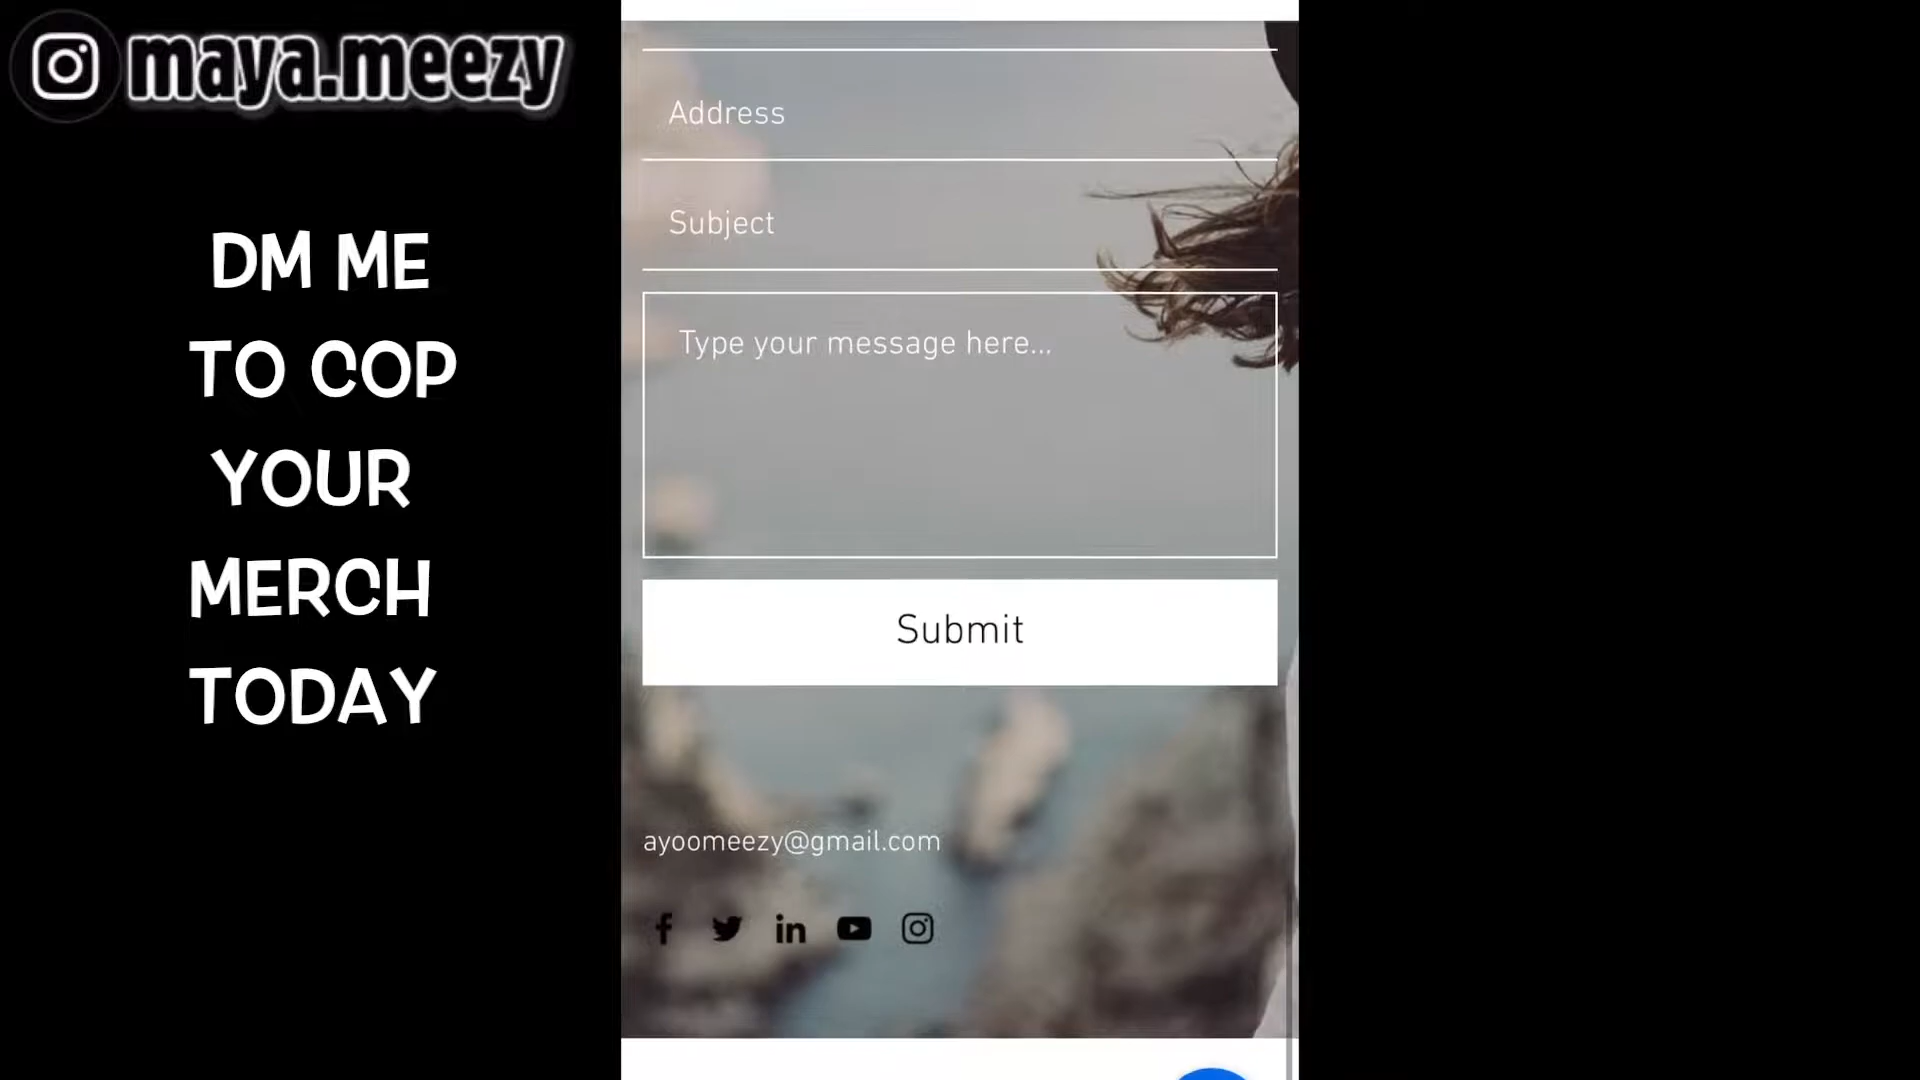 maya.meezy
DM ME
TO COP
YOUR
MERCH
TODAY
Address
Subject
Type your message here...
Submit
ayoomeezy@gmail.com